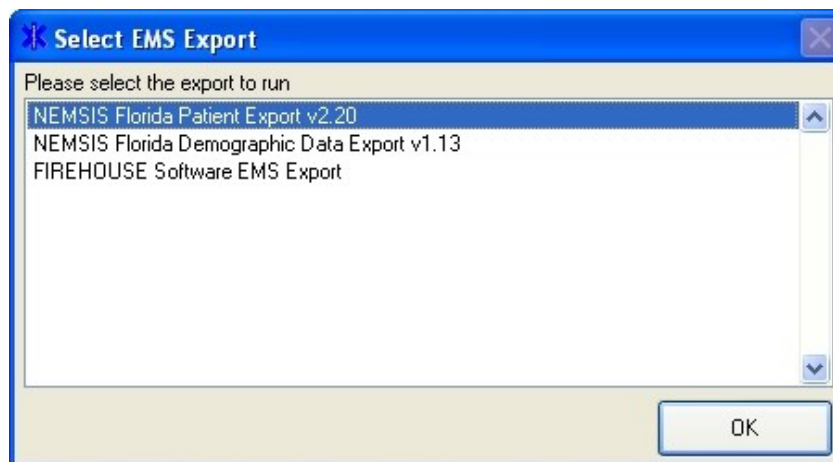 Select EMS Export
Please select the export to run
NEMSIS Florida Patient Export v2.20
NEMSIS Florida Demographic Data Export v1.13
FIREHOUSE Software EMS Export
OK